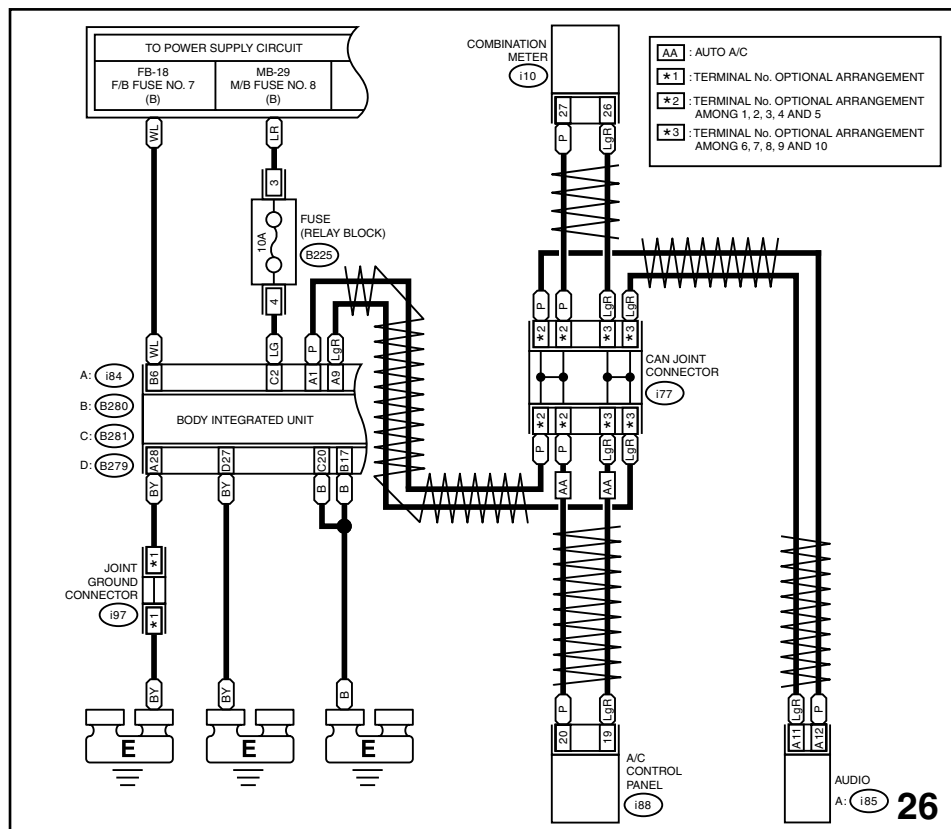 TO POWER SUPPLY CIRCUIT
FB-18
F/B FUSE NO. 7
(B)
MB-29
M/B FUSE NO. 8
(B)
WL
LR
3
10A
FUSE
(RELAY BLOCK)
B225
4
WL
LG
P
LgR
B6
C2
A1
A9
A: i84
B: B280
C: B281
D: B279
BODY INTEGRATED UNIT
A28
D27
C20
B17
BY
BY
B
B
*1
JOINT
GROUND
CONNECTOR
i97
*1
BY
BY
B
E
E
E
COMBINATION
METER
i10
27
26
P
LgR
AA : AUTO A/C
*1 : TERMINAL No. OPTIONAL ARRANGEMENT
*2 : TERMINAL No. OPTIONAL ARRANGEMENT
AMONG 1, 2, 3, 4 AND 5
*3 : TERMINAL No. OPTIONAL ARRANGEMENT
AMONG 6, 7, 8, 9 AND 10
P
P
LgR
LgR
*2
*2
*3
*3
CAN JOINT
CONNECTOR
i77
*2
*2
*3
*3
P
P
LgR
LgR
AA
AA
P
LgR
20
19
A/C
CONTROL
PANEL
i88
LgR
P
A11
A12
AUDIO
A: i85
26